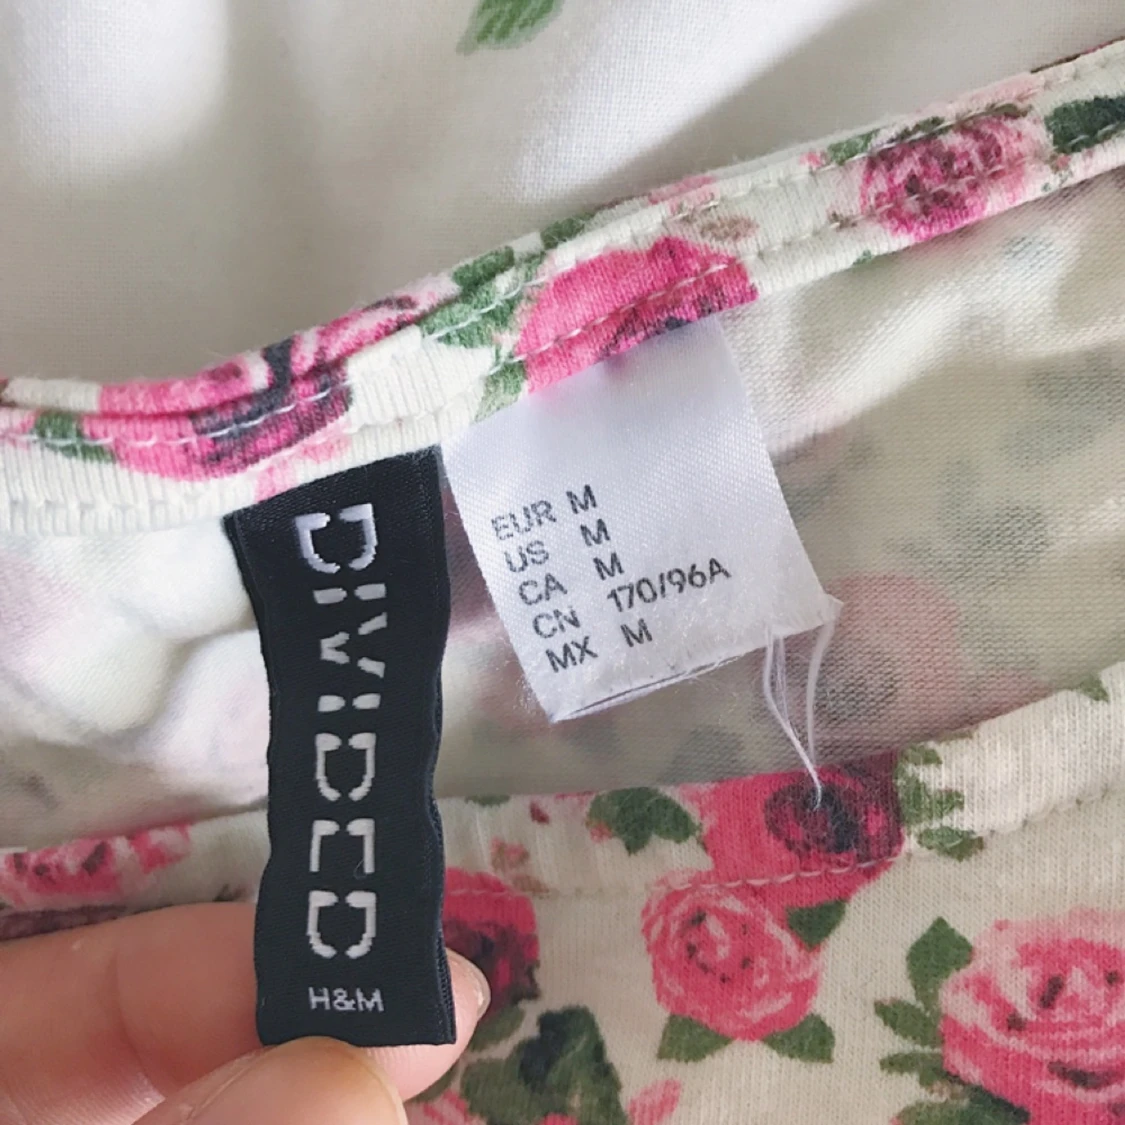 DIVIDED
H&M
EUR M
US M
CA M
CN 170/96A
MX M